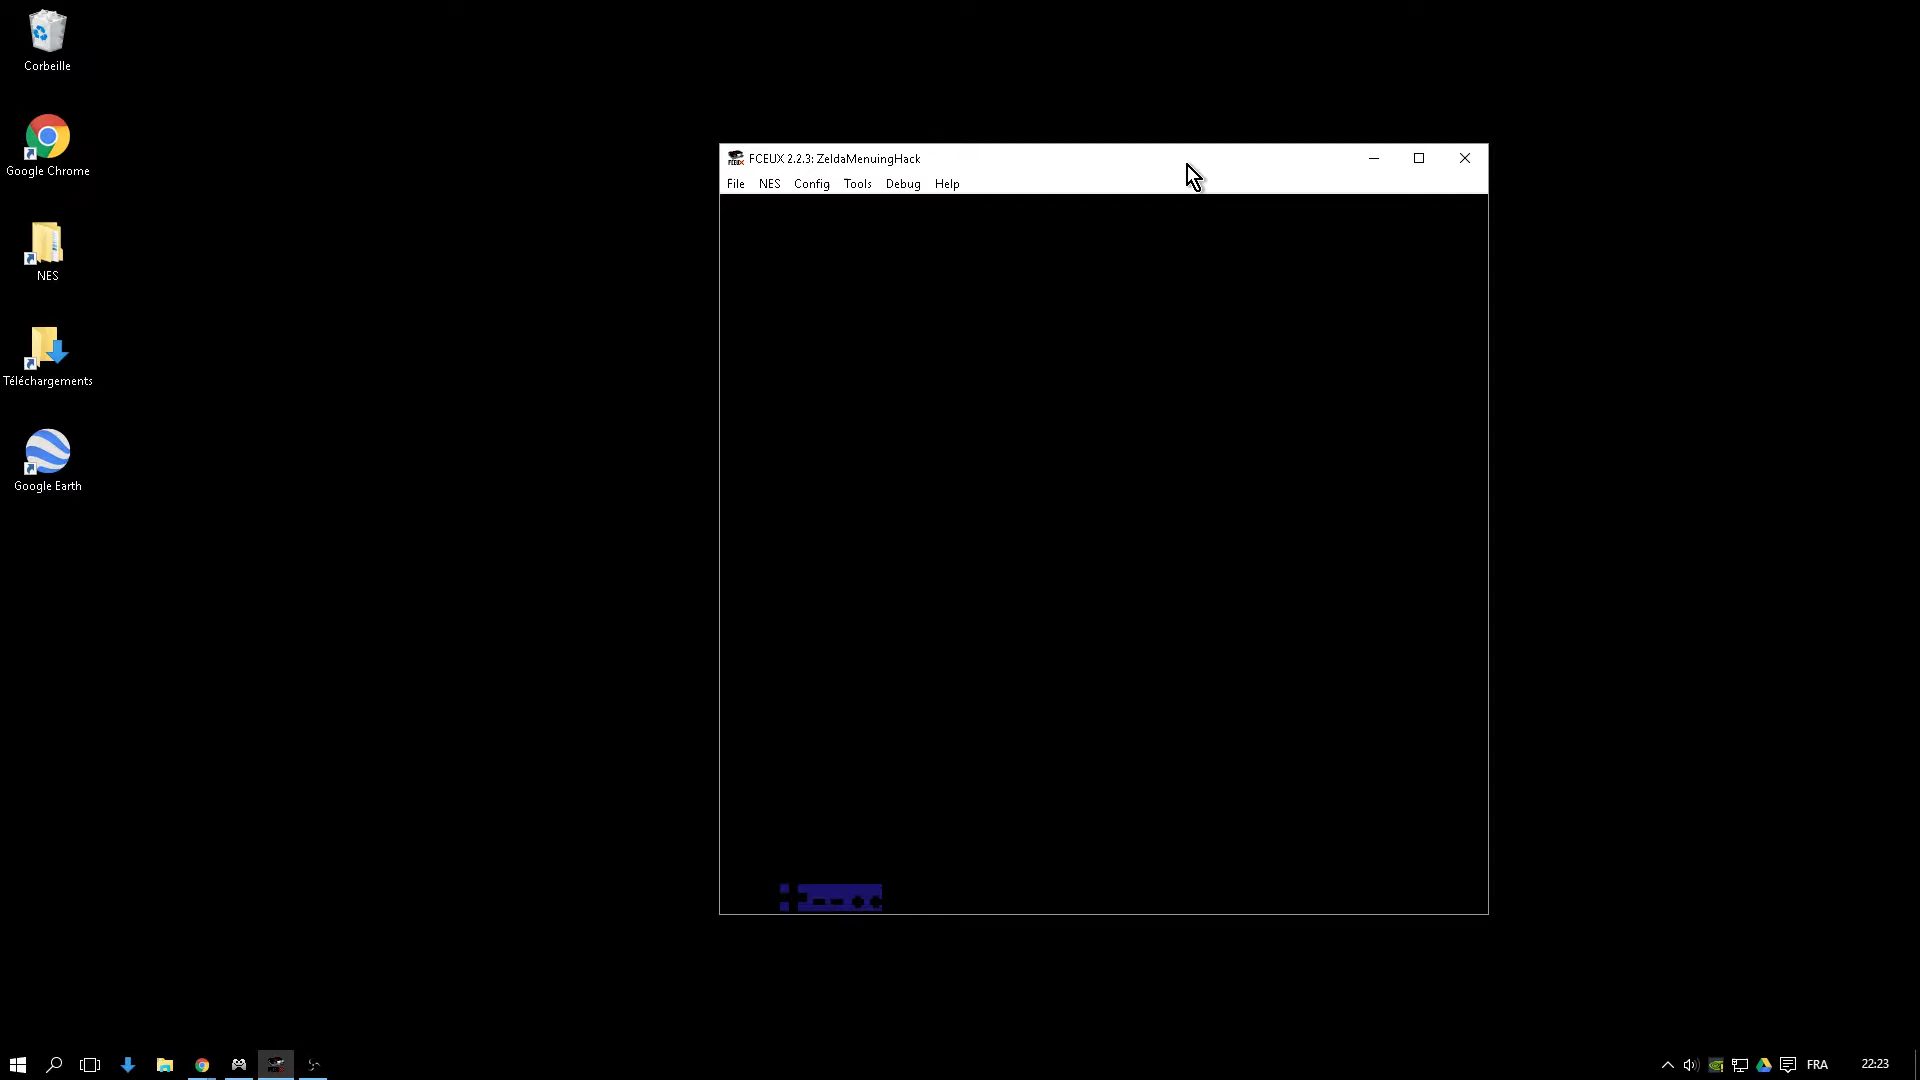 Corbeille
Google Chrome
NES
Téléchargements
Google Earth
FCEUX 2.2.3: ZeldaMenuingHack
File NES Config Tools Debug Help
FRA
22:23